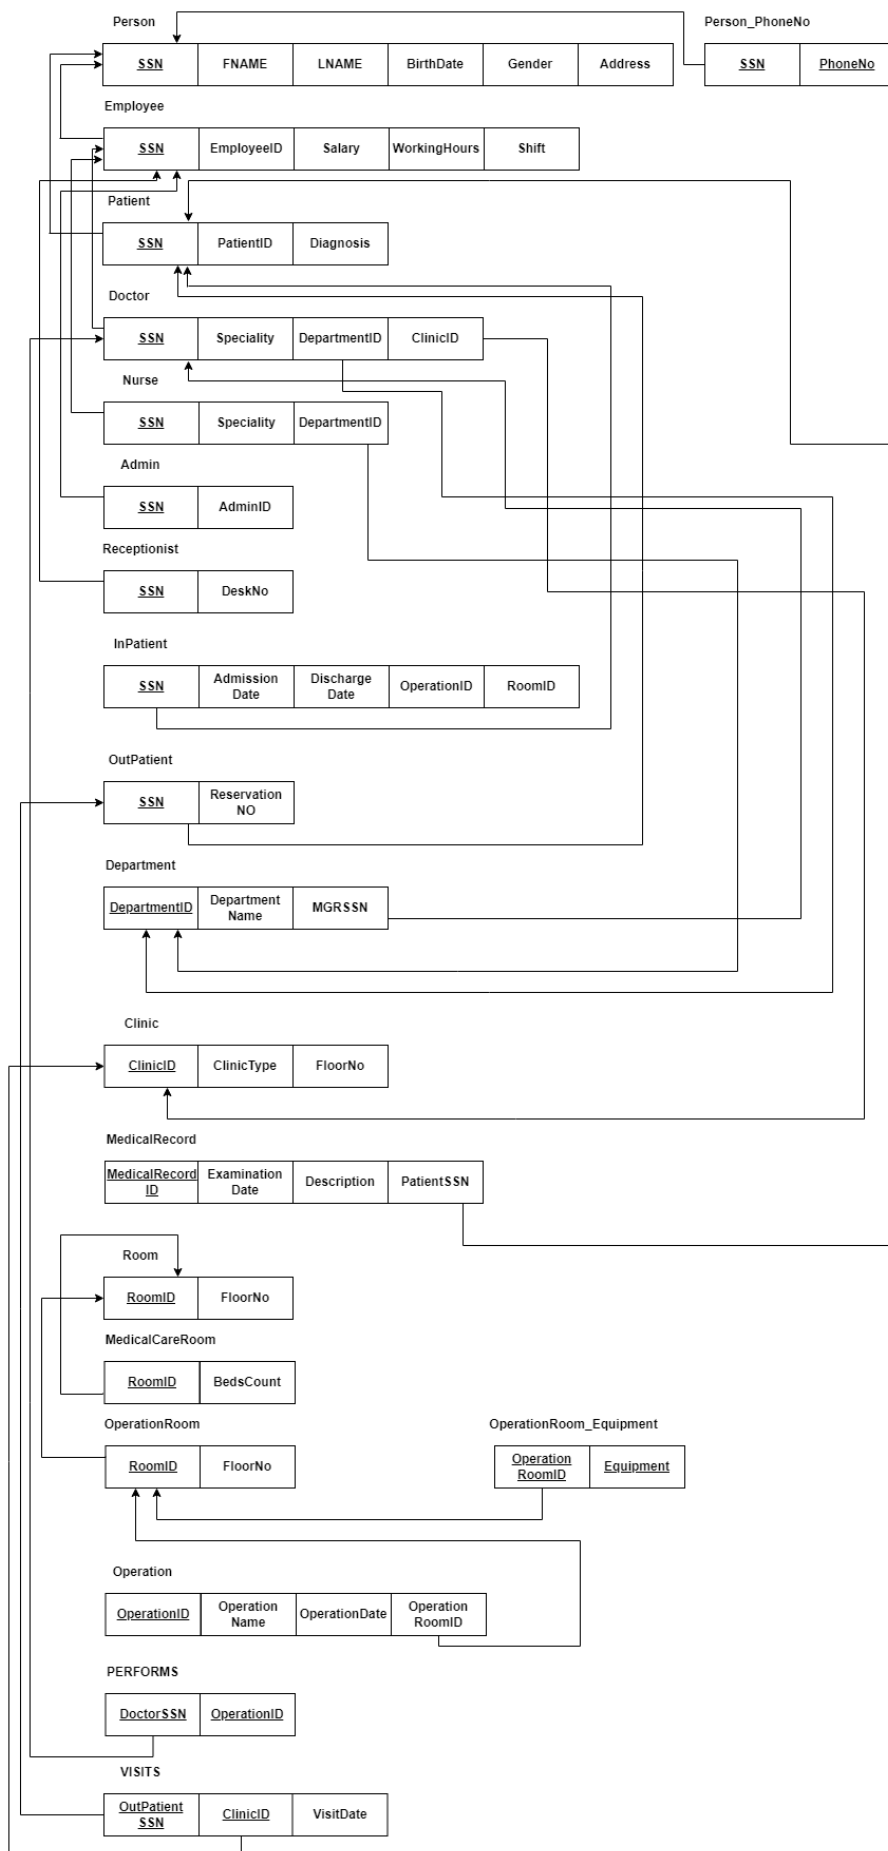 Person
Person_PhoneNo
SSN FNAME LNAME BirthDate Gender Address
SSN PhoneNo
Employee
SSN EmployeeID Salary WorkingHours Shift
Patient
SSN PatientID Diagnosis
Doctor
SSN Speciality DepartmentID ClinicID
Nurse
SSN Speciality DepartmentID
Admin
SSN AdminID
Receptionist
SSN DeskNo
InPatient
SSN Admission Date Discharge Date OperationID RoomID
OutPatient
SSN Reservation NO
Department
DepartmentID Department Name MGRSSN
Clinic
ClinicID ClinicType FloorNo
MedicalRecord
MedicalRecord ID Examination Date Description PatientSSN
Room
RoomID FloorNo
MedicalCareRoom
RoomID BedsCount
OperationRoom
OperationRoom_Equipment
RoomID FloorNo
Operation RoomID Equipment
Operation
OperationID Operation Name OperationDate Operation RoomID
PERFORMS
DoctorSSN OperationID
VISITS
OutPatient SSN ClinicID VisitDate